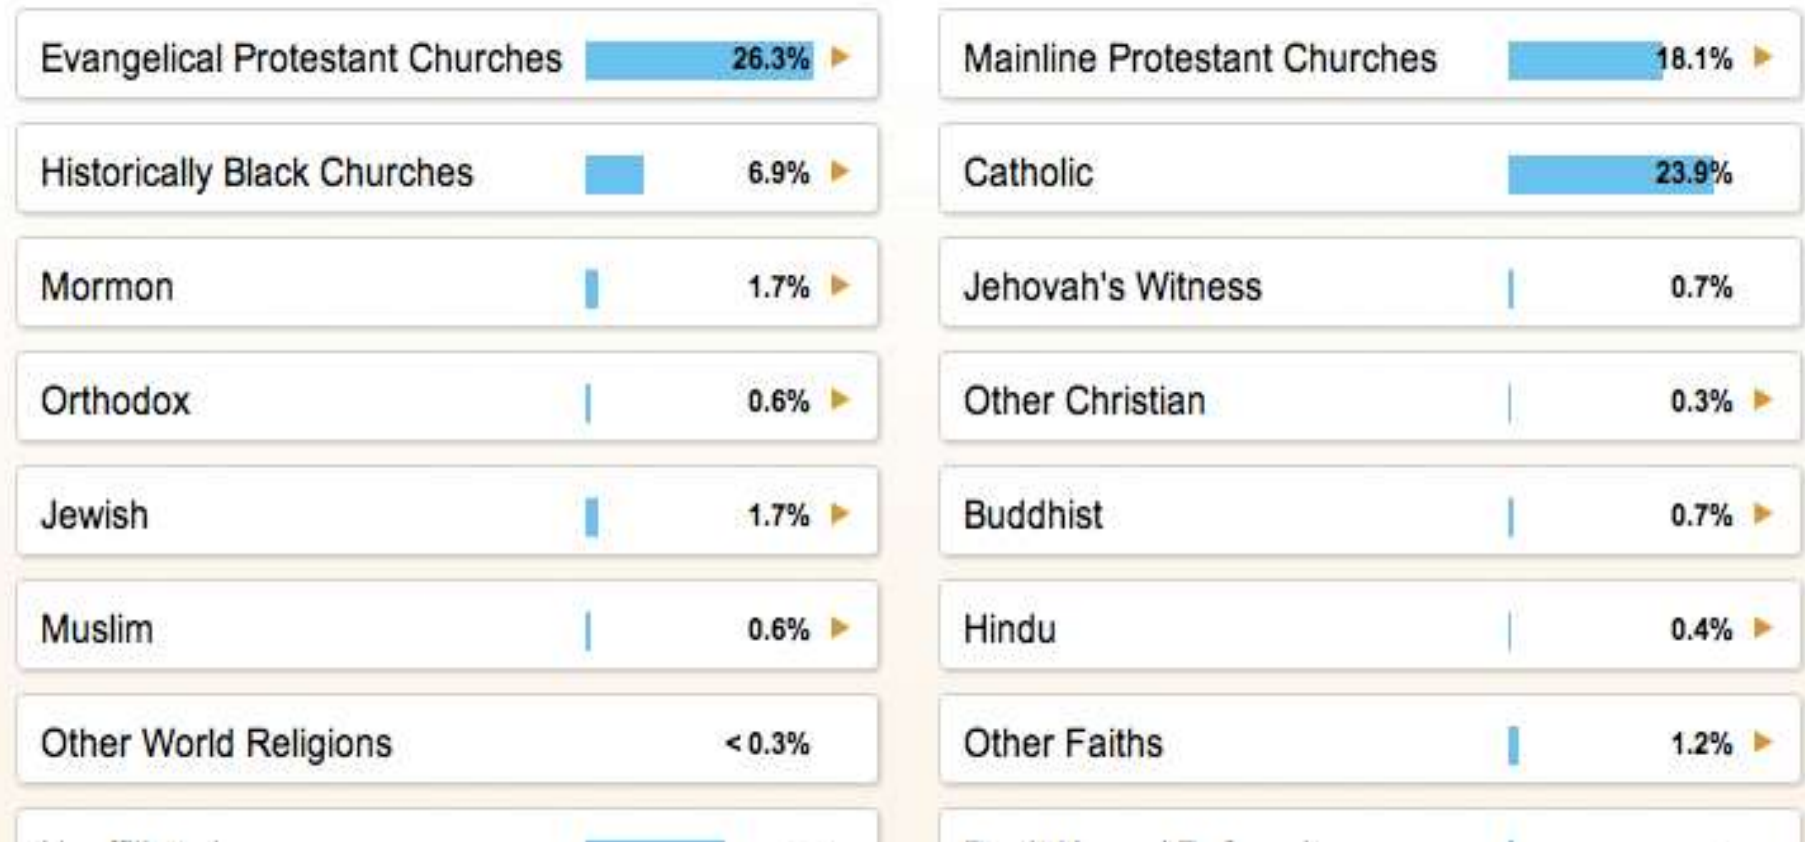 Evangelical Protestant Churches 26.3%
Mainline Protestant Churches 18.1%
Historically Black Churches 6.9%
Catholic 23.9%
Mormon 1.7%
Jehovah's Witness 0.7%
Orthodox 0.6%
Other Christian 0.3%
Jewish 1.7%
Buddhist 0.7%
Muslim 0.6%
Hindu 0.4%
Other World Religions < 0.3%
Other Faiths 1.2%